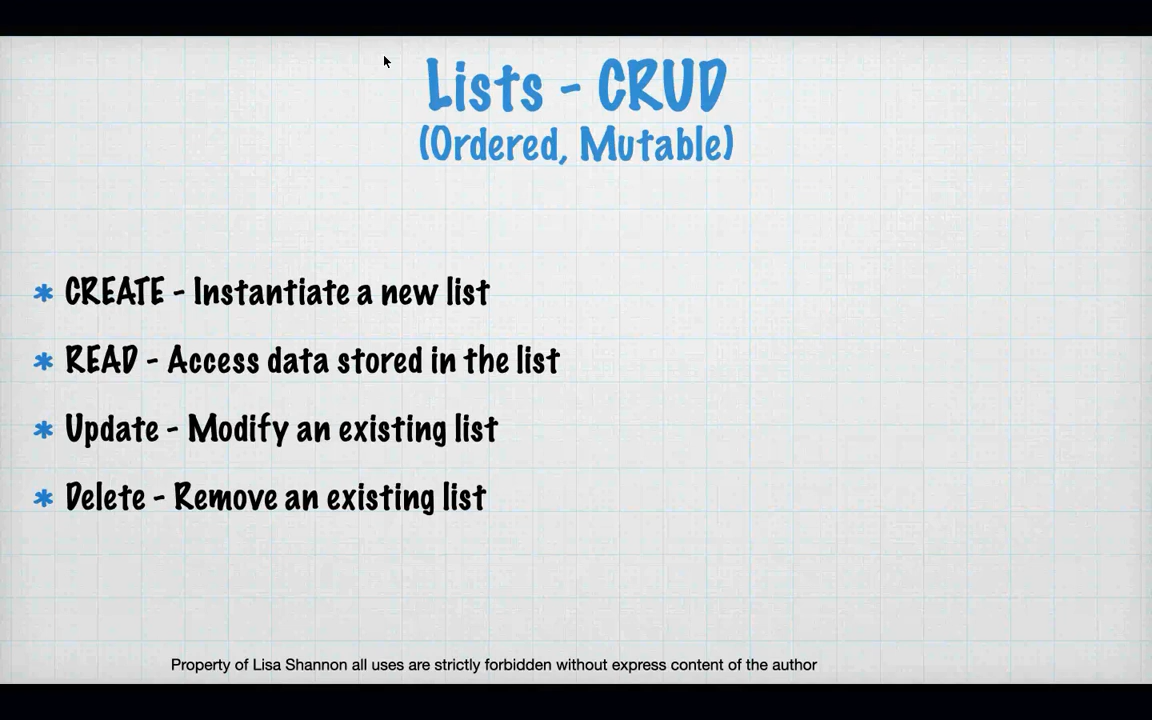 Lists - CRUD
(Ordered, Mutable)
* CREATE - Instantiate a new list
* READ - Access data stored in the list
* Update - Modify an existing list
* Delete - Remove an existing list
Property of Lisa Shannon all uses are strictly forbidden without express content of the author